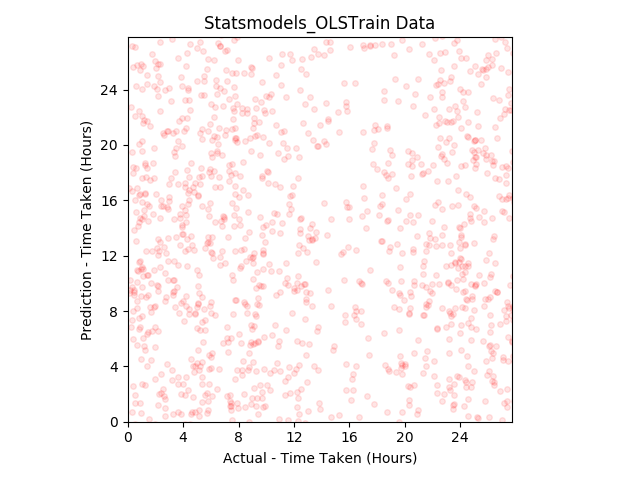 Statsmodels_OLSTrain Data
24
20
16
12
8
4
0
Prediction - Time Taken (Hours)
0 4 8 12 16 20 24
Actual - Time Taken (Hours)